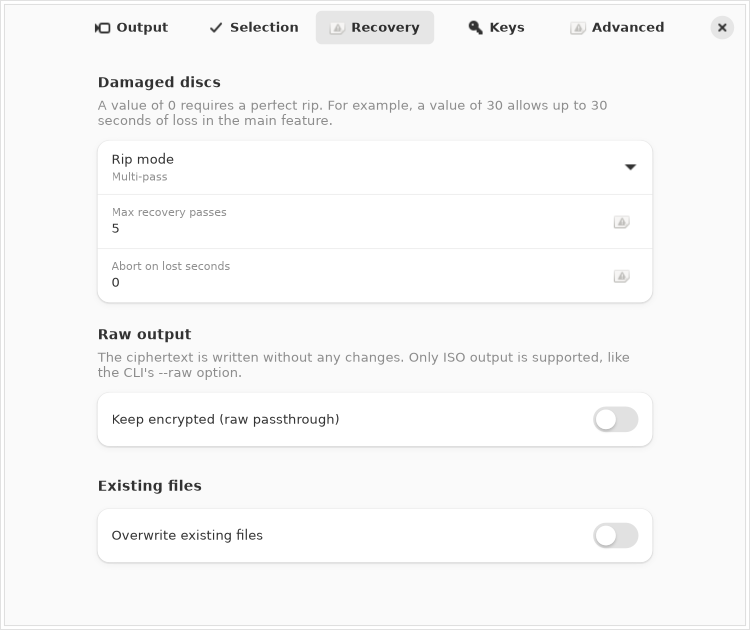 Output
Selection
Recovery
Keys
Advanced
Damaged discs
A value of 0 requires a perfect rip. For example, a value of 30 allows up to 30
seconds of loss in the main feature.
Rip mode
Multi-pass
Max recovery passes
5
Abort on lost seconds
0
Raw output
The ciphertext is written without any changes. Only ISO output is supported, like
the CLI's --raw option.
Keep encrypted (raw passthrough)
Existing files
Overwrite existing files